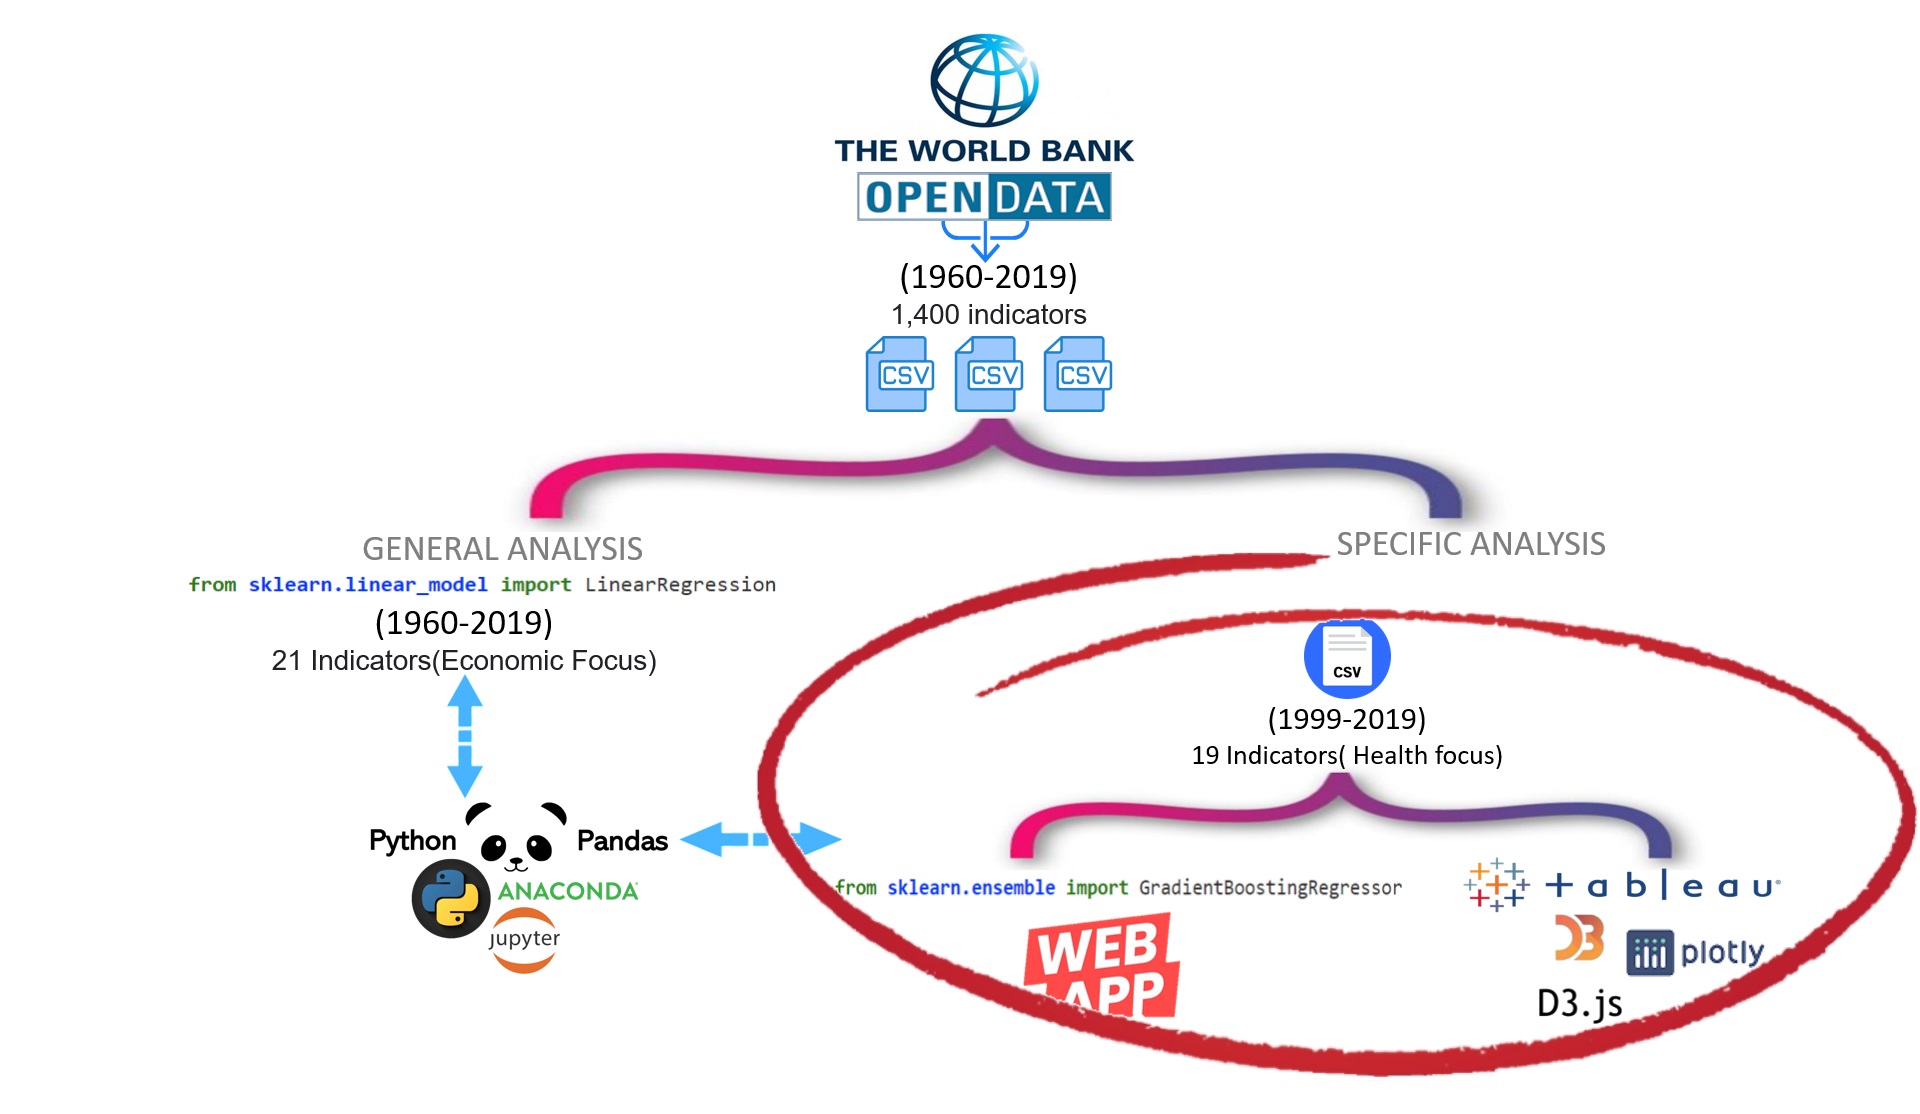 THE WORLD BANK
OPEN DATA
(1960-2019)
1,400 indicators
CSV CSV CSV
GENERAL ANALYSIS
from sklearn.linear_model import LinearRegression
(1960-2019)
21 Indicators(Economic Focus)
Python Pandas
ANACONDA
jupyter
SPECIFIC ANALYSIS
CSV
(1999-2019)
19 Indicators( Health focus)
from sklearn.ensemble import GradientBoostingRegressor
WEB
APP
+ableau
D3
plotly
D3.js